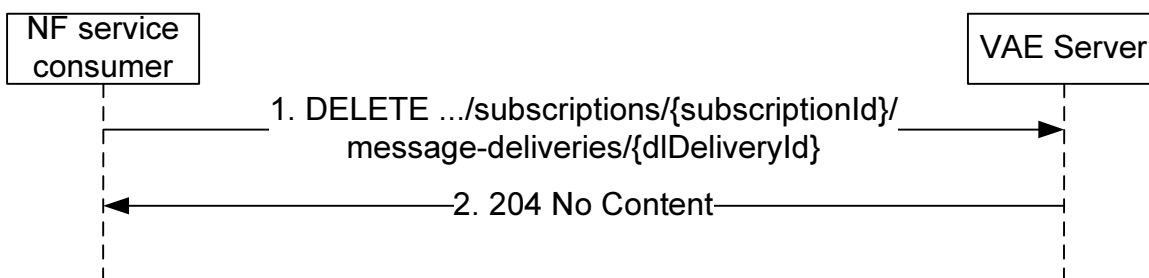 NF service
consumer
VAE Server
1. DELETE .../subscriptions/{subscriptionId}/
message-deliveries/{dlDeliveryId}
2. 204 No Content